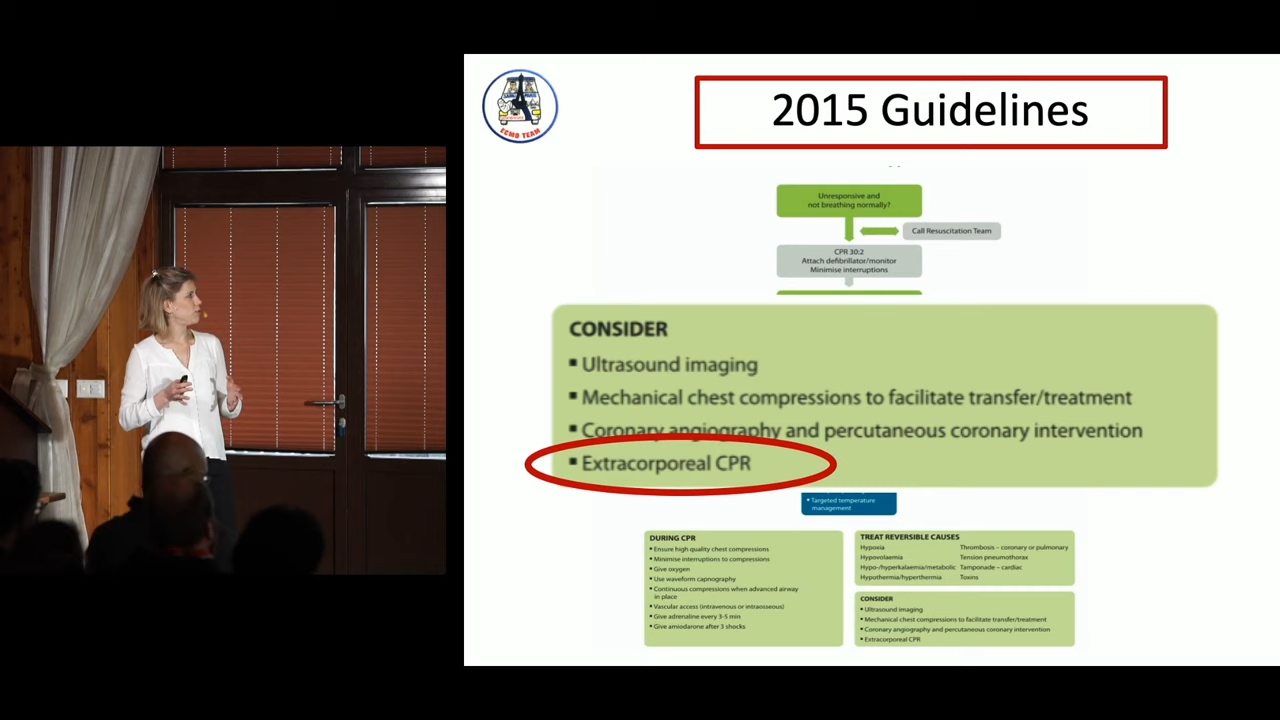 2015 Guidelines
ECMO TEAM
Unresponsive and
not breathing normally?
Call Resuscitation Team
CPR 30:2
Attach defibrillator/monitor
Minimise interruptions
CONSIDER
▪ Ultrasound imaging
▪ Mechanical chest compressions to facilitate transfer/treatment
▪ Coronary angiography and percutaneous coronary intervention
▪ Extracorporeal CPR
▪ Targeted temperature
management
DURING CPR
▪ Ensure high quality chest compressions
▪ Minimise interruptions to compressions
▪ Give oxygen
▪ Use waveform capnography
▪ Continuous compressions when advanced airway
in place
▪ Vascular access (intravenous or intraosseous)
▪ Give adrenaline every 3-5 min
▪ Give amiodarone after 3 shocks
TREAT REVERSIBLE CAUSES
Hypoxia Thrombosis – coronary or pulmonary
Hypovolaemia Tension pneumothorax
Hypo-/hyperkalaemia/metabolic Tamponade – cardiac
Hypothermia/hyperthermia Toxins
CONSIDER
▪ Ultrasound imaging
▪ Mechanical chest compressions to facilitate transfer/treatment
▪ Coronary angiography and percutaneous coronary intervention
▪ Extracorporeal CPR